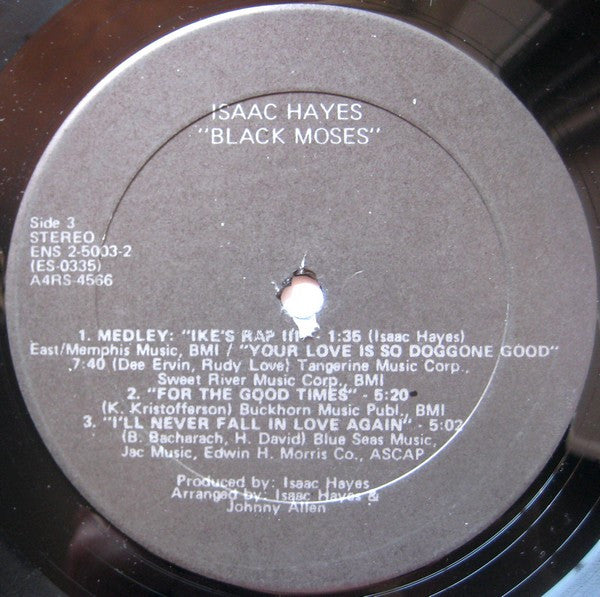 ISAAC HAYES
"BLACK MOSES"
Side 3
STEREO
ENS 2-5003-2
(ES-0335)
A4RS-4566
1. MEDLEY: "IKE'S RAP III" - 1:35 (Isaac Hayes)
East/Memphis Music, BMI / "YOUR LOVE IS SO DOGGONE GOOD"
7:40 (Dee Ervin, Rudy Love) Tangerine Music Corp.,
Sweet River Music Corp., BMI
2. "FOR THE GOOD TIMES" - 5:20
(K. Kristofferson) Buckhorn Music Publ., BMI
3. "I'LL NEVER FALL IN LOVE AGAIN" - 5:02
(B. Bacharach, H. David) Blue Seas Music,
Jac Music, Edwin H. Morris Co., ASCAP
Produced by: Isaac Hayes
Arranged by: Isaac Hayes &
Johnny Allen